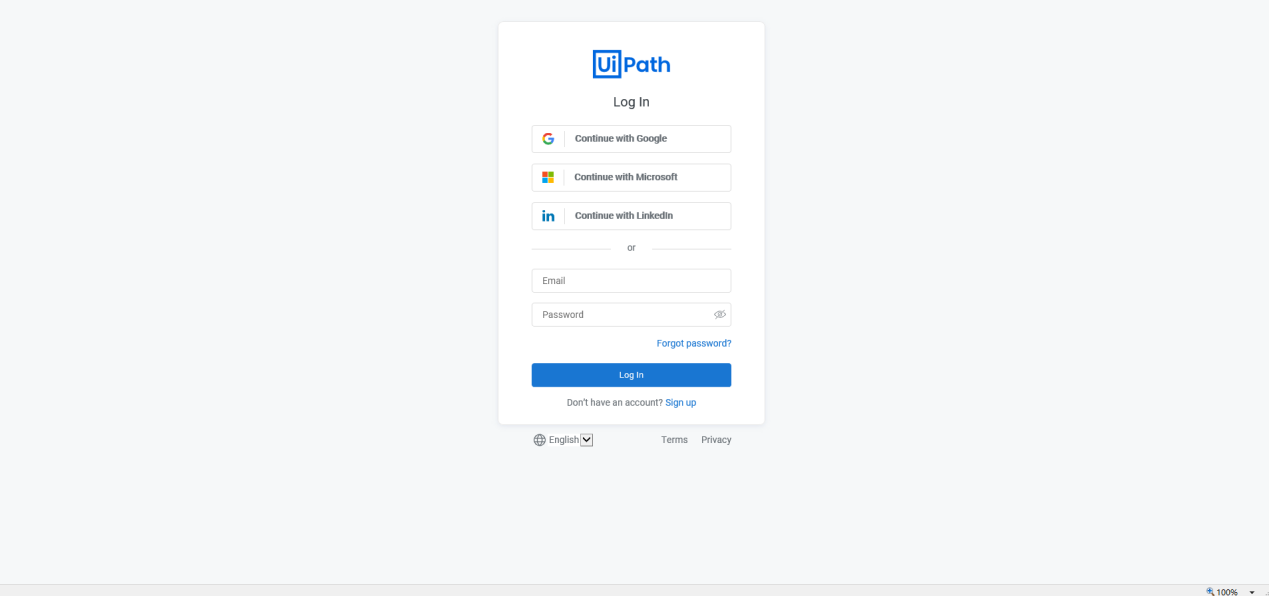 UiPath
Log In
Continue with Google
Continue with Microsoft
in Continue with LinkedIn
or
Email
Password
Forgot password?
Log In
Don't have an account? Sign up
English Terms Privacy
100%